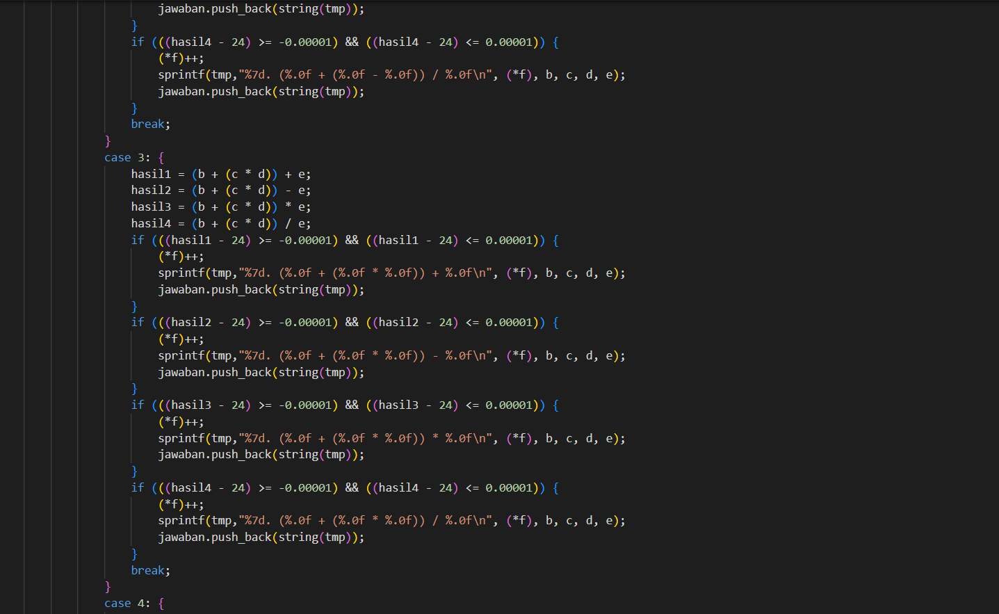 jawaban.push_back(string(tmp));
}
if (((hasil4 - 24) >= -0.00001) && ((hasil4 - 24) <= 0.00001)) {
(*f)++;
sprintf(tmp,"%7d. (%.0f + (%.0f - %.0f)) / %.0f\n", (*f), b, c, d, e);
jawaban.push_back(string(tmp));
}
break;
}
case 3: {
hasil1 = (b + (c * d)) + e;
hasil2 = (b + (c * d)) - e;
hasil3 = (b + (c * d)) * e;
hasil4 = (b + (c * d)) / e;
if (((hasil1 - 24) >= -0.00001) && ((hasil1 - 24) <= 0.00001)) {
(*f)++;
sprintf(tmp,"%7d. (%.0f + (%.0f * %.0f)) + %.0f\n", (*f), b, c, d, e);
jawaban.push_back(string(tmp));
}
if (((hasil2 - 24) >= -0.00001) && ((hasil2 - 24) <= 0.00001)) {
(*f)++;
sprintf(tmp,"%7d. (%.0f + (%.0f * %.0f)) - %.0f\n", (*f), b, c, d, e);
jawaban.push_back(string(tmp));
}
if (((hasil3 - 24) >= -0.00001) && ((hasil3 - 24) <= 0.00001)) {
(*f)++;
sprintf(tmp,"%7d. (%.0f + (%.0f * %.0f)) * %.0f\n", (*f), b, c, d, e);
jawaban.push_back(string(tmp));
}
if (((hasil4 - 24) >= -0.00001) && ((hasil4 - 24) <= 0.00001)) {
(*f)++;
sprintf(tmp,"%7d. (%.0f + (%.0f * %.0f)) / %.0f\n", (*f), b, c, d, e);
jawaban.push_back(string(tmp));
}
break;
}
case 4: {